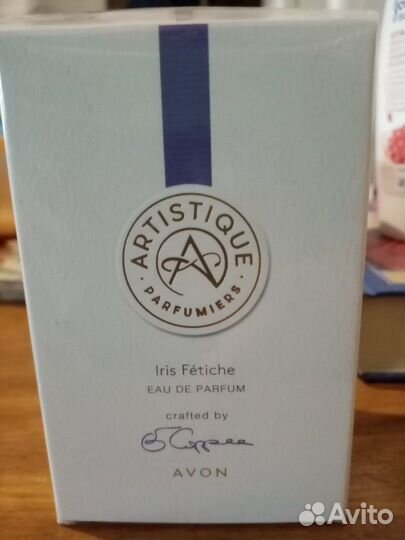 ARTISTIQUE
PARFUMIERS
Iris Fétiche
EAU DE PARFUM
crafted by
AVON
Avito